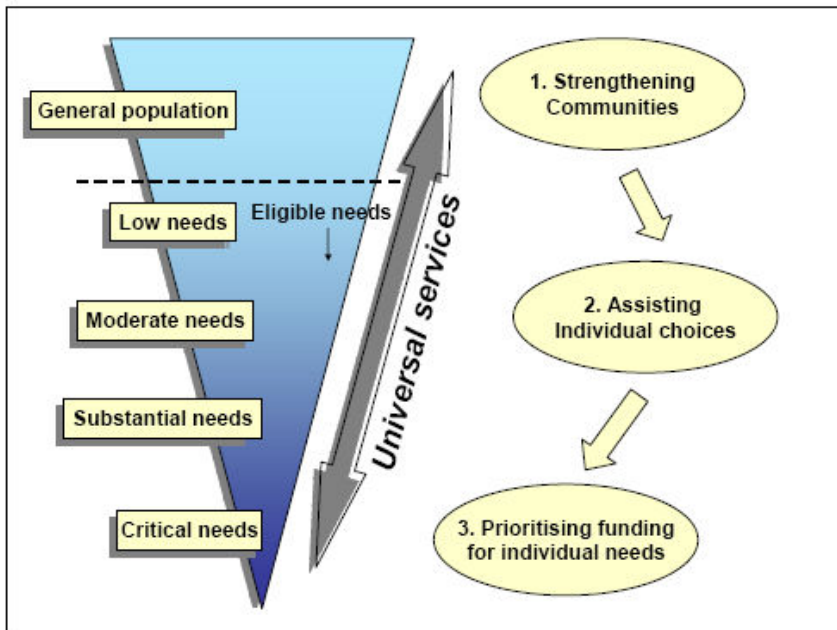 General population
Low needs
Eligible needs
Moderate needs
Substantial needs
Critical needs
Universal services
1. Strengthening
Communities
2. Assisting
Individual choices
3. Prioritising funding
for individual needs